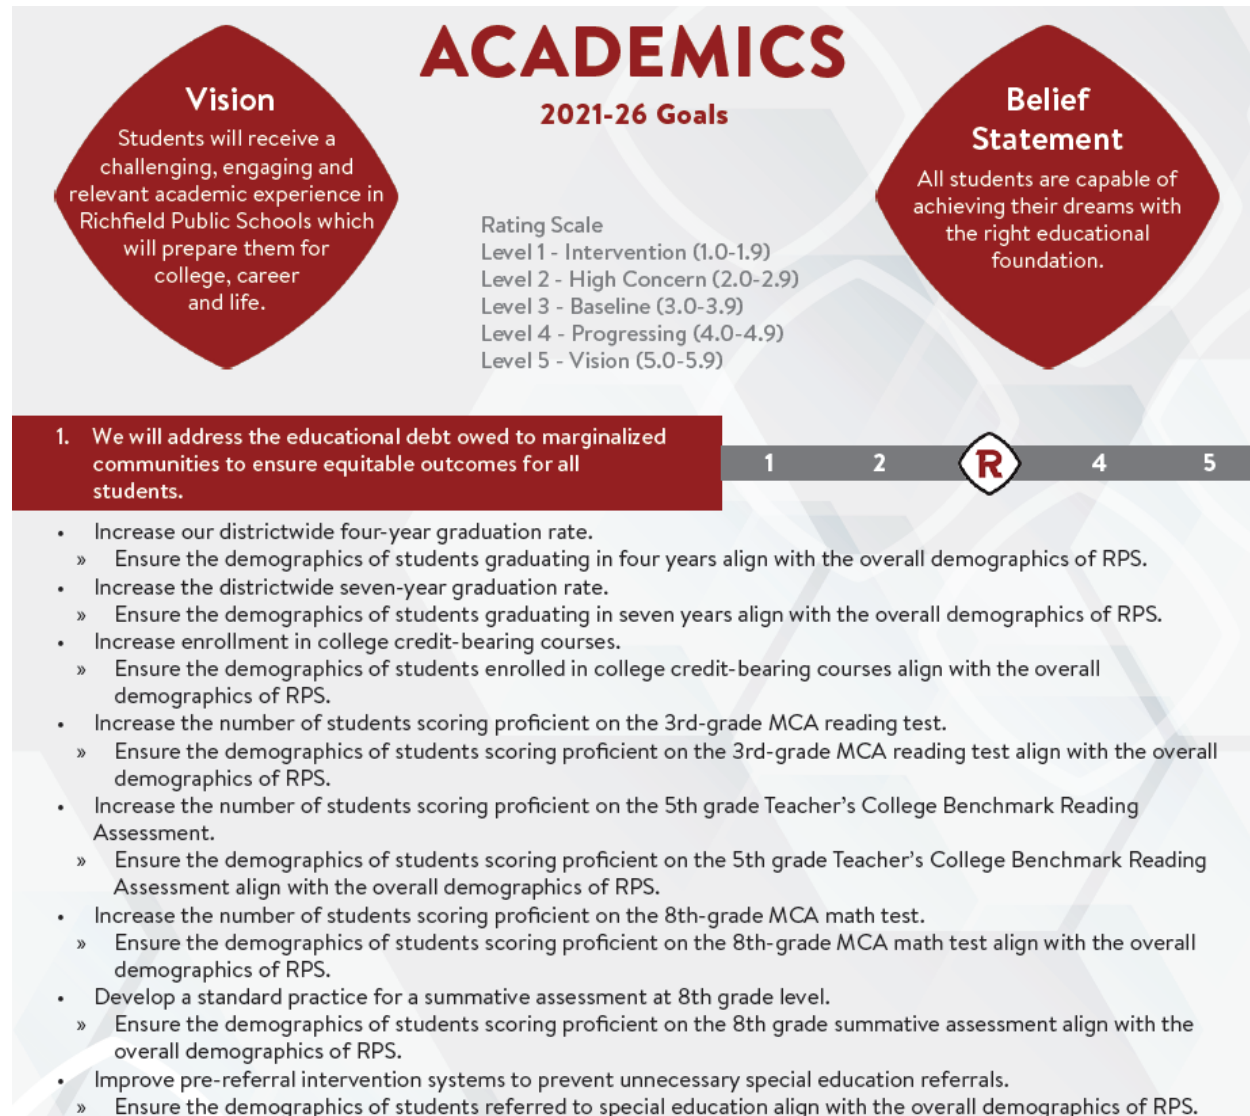 ACADEMICS
2021-26 Goals
Vision
Students will receive a
challenging, engaging and
relevant academic experience in
Richfield Public Schools which
will prepare them for
college, career
and life.
Belief
Statement
All students are capable of
achieving their dreams with
the right educational
foundation.
Rating Scale
Level 1 - Intervention (1.0-1.9)
Level 2 - High Concern (2.0-2.9)
Level 3 - Baseline (3.0-3.9)
Level 4 - Progressing (4.0-4.9)
Level 5 - Vision (5.0-5.9)
1. We will address the educational debt owed to marginalized
communities to ensure equitable outcomes for all
students.
1 2 R 4 5
• Increase our districtwide four-year graduation rate.
» Ensure the demographics of students graduating in four years align with the overall demographics of RPS.
• Increase the districtwide seven-year graduation rate.
» Ensure the demographics of students graduating in seven years align with the overall demographics of RPS.
• Increase enrollment in college credit-bearing courses.
» Ensure the demographics of students enrolled in college credit-bearing courses align with the overall
demographics of RPS.
• Increase the number of students scoring proficient on the 3rd-grade MCA reading test.
» Ensure the demographics of students scoring proficient on the 3rd-grade MCA reading test align with the overall
demographics of RPS.
• Increase the number of students scoring proficient on the 5th grade Teacher's College Benchmark Reading
Assessment.
» Ensure the demographics of students scoring proficient on the 5th grade Teacher's College Benchmark Reading
Assessment align with the overall demographics of RPS.
• Increase the number of students scoring proficient on the 8th-grade MCA math test.
» Ensure the demographics of students scoring proficient on the 8th-grade MCA math test align with the overall
demographics of RPS.
• Develop a standard practice for a summative assessment at 8th grade level.
» Ensure the demographics of students scoring proficient on the 8th grade summative assessment align with the
overall demographics of RPS.
• Improve pre-referral intervention systems to prevent unnecessary special education referrals.
» Ensure the demographics of students referred to special education align with the overall demographics of RPS.